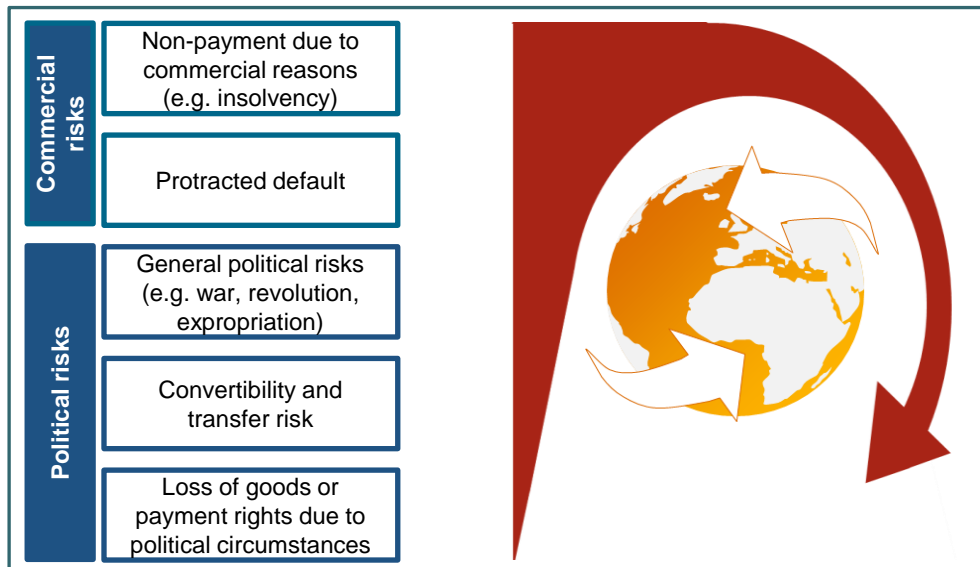 Commercial
risks
Non-payment due to
commercial reasons
(e.g. insolvency)
Protracted default
Political risks
General political risks
(e.g. war, revolution,
expropriation)
Convertibility and
transfer risk
Loss of goods or
payment rights due to
political circumstances